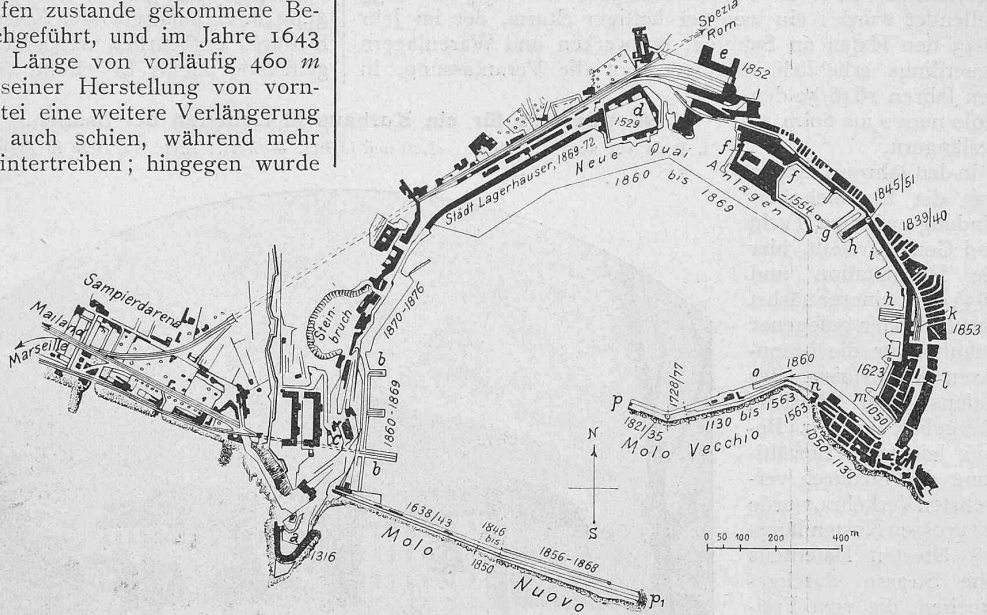 fen zustande gekommene Be-
ehgeführt, und im Jahre 1643
Länge von vorläufig 460 m
seiner Herstellung von vorn-
tei eine weitere Verlängerung
auch schien, während mehr
intertreiben; hingegen wurde
Spezia
Rom
e
1852
d
1529
f
f
1554
g
h
i
1845/51
1839/40
Städt Lagerhäuser, 1869-72
Neue Quai Anlagen
1860 bis 1869
h
k
1853
1623
l
m
1050
Sampierdarena
Mailand
Marseille
Steinbruch
1870-1876
b
1860-1869
c
b
a
1316
p
1821/35
1728/77
o
1860
n
1130 bis 1563
1563
1050
1130
Molo Vecchio
N
S
0 50 100 200 400m
1638/43
1846
bis
1850
1856-1868
Molo Nuovo
p1